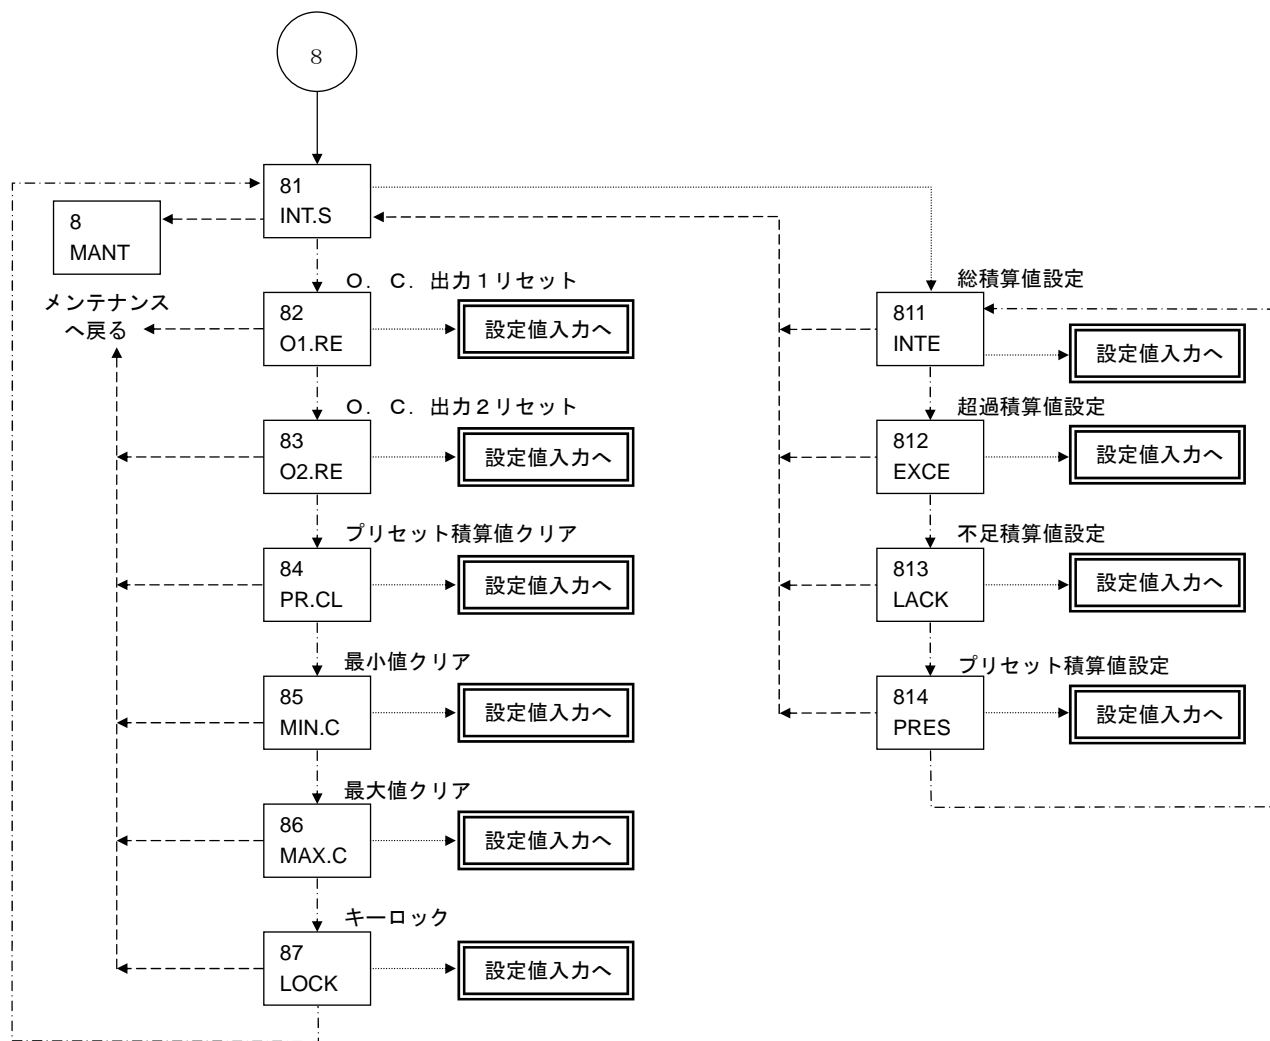 ８
81
INT.S
8
MANT
メンテナンス
へ戻る
Ｏ．Ｃ．出力１リセット
82
O1.RE
設定値入力へ
Ｏ．Ｃ．出力２リセット
83
O2.RE
設定値入力へ
プリセット積算値クリア
84
PR.CL
設定値入力へ
最小値クリア
85
MIN.C
設定値入力へ
最大値クリア
86
MAX.C
設定値入力へ
キーロック
87
LOCK
設定値入力へ
総積算値設定
811
INTE
設定値入力へ
超過積算値設定
812
EXCE
設定値入力へ
不足積算値設定
813
LACK
設定値入力へ
プリセット積算値設定
814
PRES
設定値入力へ